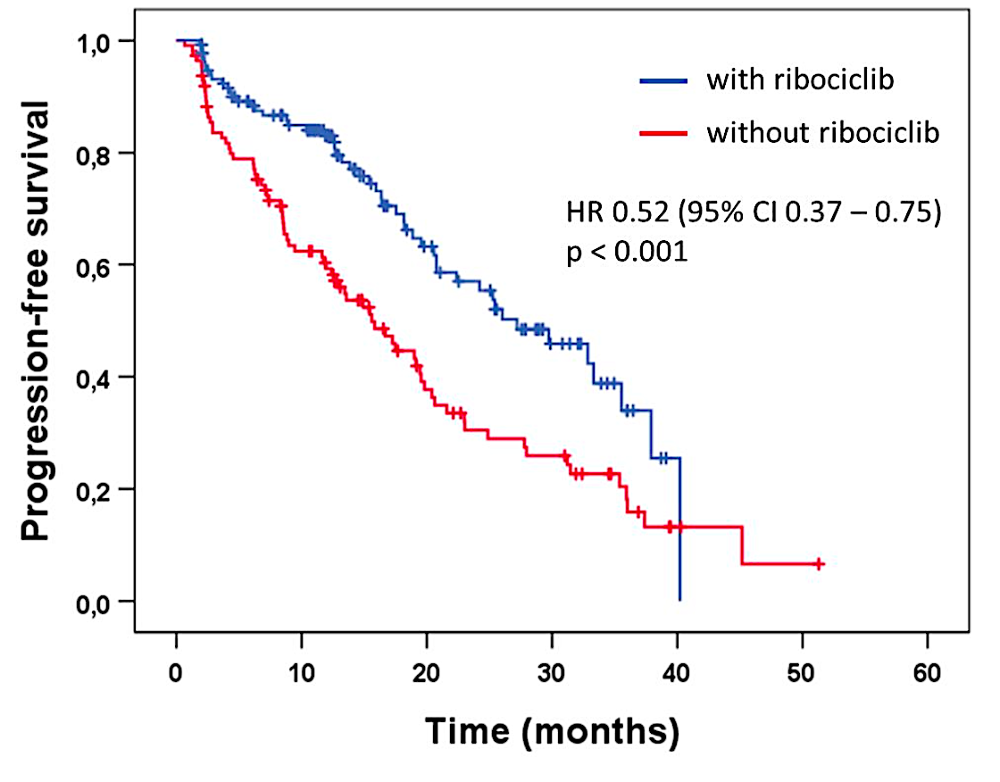 1,0
0,8
0,6
0,4
0,2
0,0
Progression-free survival
with ribociclib
without ribociclib
HR 0.52 (95% CI 0.37 – 0.75)
p < 0.001
0 10 20 30 40 50 60
Time (months)